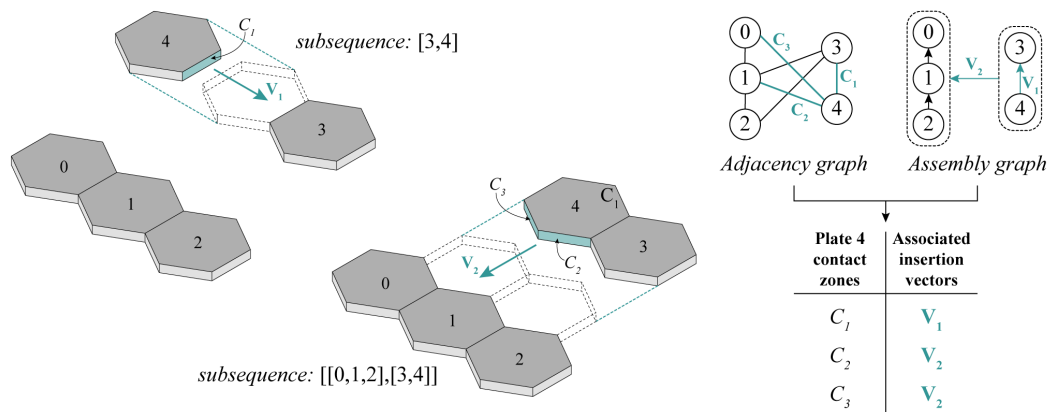 4
C₁
subsequence: [3,4]
V₁
3
0
1
2
C₃
4
C₁
3
V₂
C₂
0
1
2
subsequence: [[0,1,2],[3,4]]
0
C₃
3
1
C₁
C₂
4
2
Adjacency graph
0
3
V₂
1
V₁
2
4
Assembly graph
Plate 4 contact zones
Associated insertion vectors
C₁ V₁
C₂ V₂
C₃ V₂